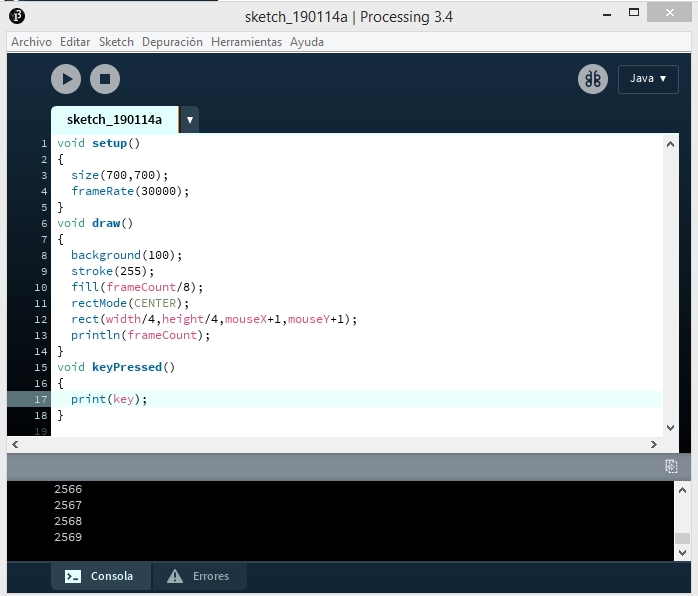 sketch_190114a | Processing 3.4
Archivo Editar Sketch Depuración Herramientas Ayuda
Java ▼
sketch_190114a ▼
1 void setup()
2 {
3   size(700,700);
4   frameRate(30000);
5 }
6 void draw()
7 {
8   background(100);
9   stroke(255);
10   fill(frameCount/8);
11   rectMode(CENTER);
12   rect(width/4,height/4,mouseX+1,mouseY+1);
13   println(frameCount);
14 }
15 void keyPressed()
16 {
17   print(key);
18 }
19
2566
2567
2568
2569
Consola Errores